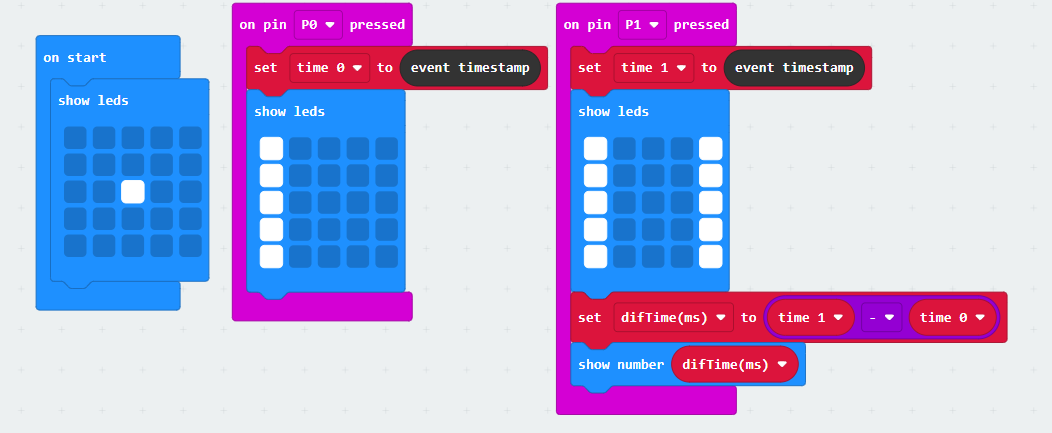 on start
show leds
on pin P0 pressed
set time 0 to event timestamp
show leds
on pin P1 pressed
set time 1 to event timestamp
show leds
set difTime(ms) to time 1 - time 0
show number difTime(ms)